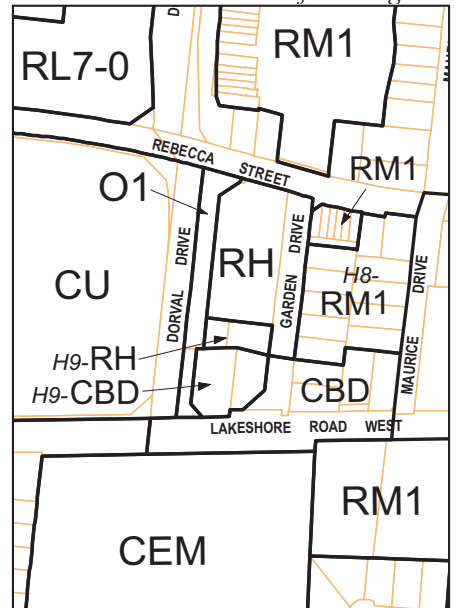 RM1
RL7-0
REBECCA STREET
RM1
O1
DORVAL DRIVE
RH
GARDEN DRIVE
H8-
RM1
MAURICE DRIVE
CU
H9-RH
H9-CBD
CBD
LAKESHORE ROAD WEST
RM1
CEM